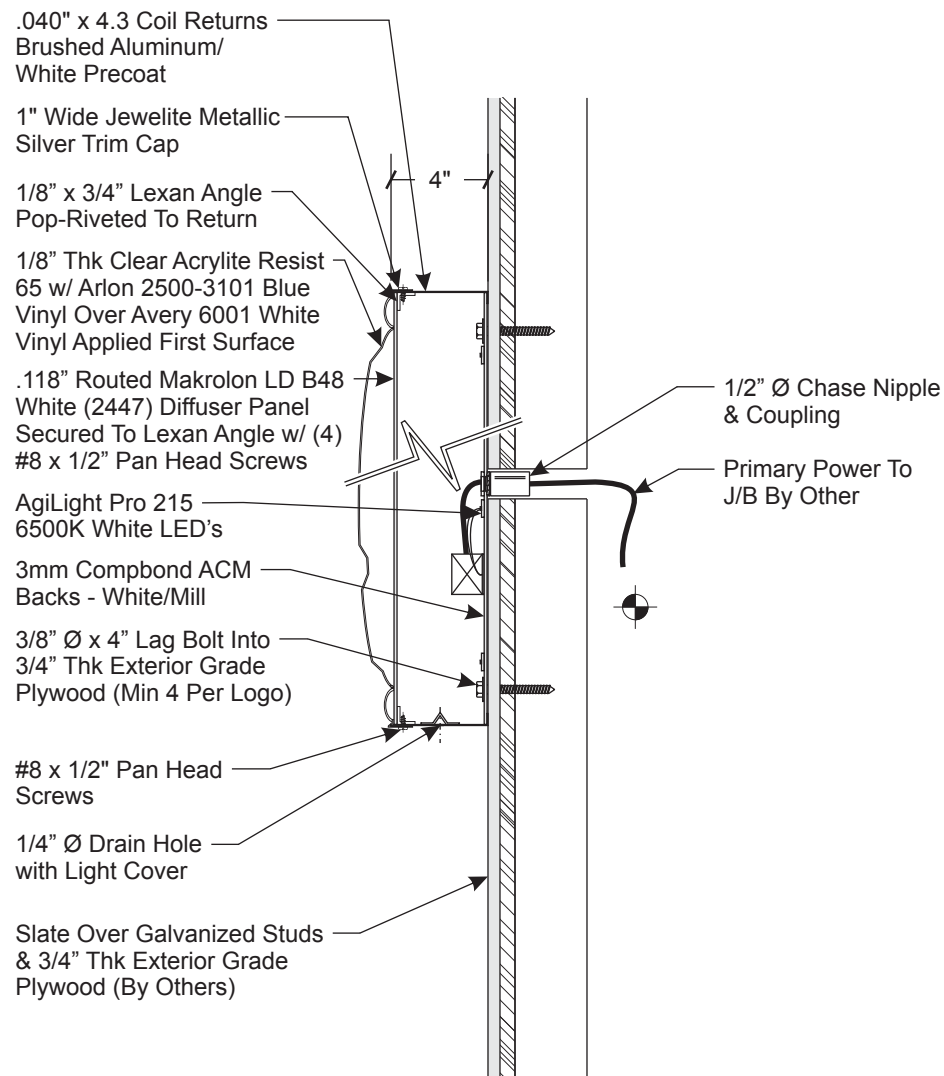 .040" x 4.3 Coil Returns
Brushed Aluminum/
White Precoat
1" Wide Jewelite Metallic
Silver Trim Cap
4"
1/8” x 3/4” Lexan Angle
Pop-Riveted To Return
1/8” Thk Clear Acrylite Resist
65 w/ Arlon 2500-3101 Blue
Vinyl Over Avery 6001 White
Vinyl Applied First Surface
.118” Routed Makrolon LD B48
White (2447) Diffuser Panel
Secured To Lexan Angle w/ (4)
#8 x 1/2” Pan Head Screws
1/2” Ø Chase Nipple
& Coupling
Primary Power To
J/B By Other
AgiLight Pro 215
6500K White LED’s
3mm Compbond ACM
Backs - White/Mill
3/8” Ø x 4” Lag Bolt Into
3/4” Thk Exterior Grade
Plywood (Min 4 Per Logo)
#8 x 1/2" Pan Head
Screws
1/4” Ø Drain Hole
with Light Cover
Slate Over Galvanized Studs
& 3/4” Thk Exterior Grade
Plywood (By Others)